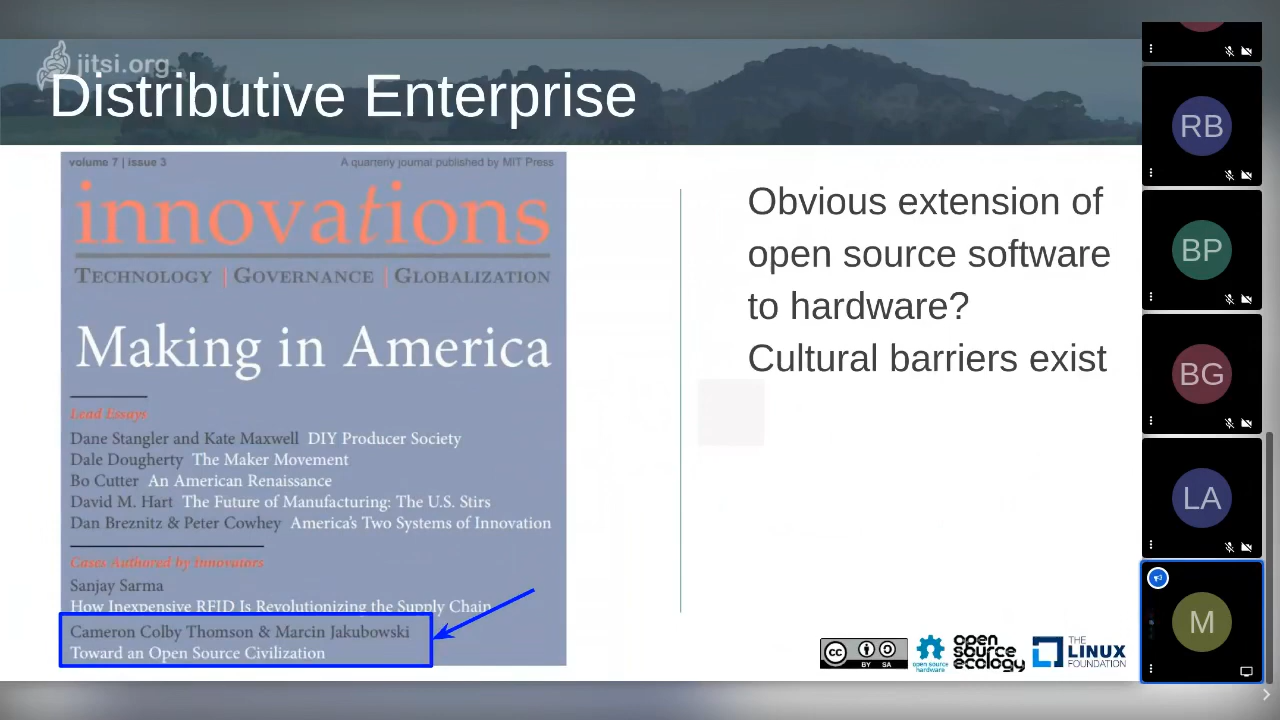 jitsi.org
Distributive Enterprise
volume 7 | issue 3 A quarterly journal published by MIT Press
innovations
TECHNOLOGY | GOVERNANCE | GLOBALIZATION
Making in America
Lead Essays
Dane Stangler and Kate Maxwell DIY Producer Society
Dale Dougherty The Maker Movement
Bo Cutter An American Renaissance
David M. Hart The Future of Manufacturing: The U.S. Stirs
Dan Breznitz & Peter Cowhey America's Two Systems of Innovation
Cases Authored by Innovators
Sanjay Sarma
How Inexpensive RFID Is Revolutionizing the Supply Chain
Cameron Colby Thomson & Marcin Jakubowski
Toward an Open Source Civilization
Obvious extension of
open source software
to hardware?
Cultural barriers exist
cc BY SA
open source
hardware
open
source
ecology
THE
LINUX
FOUNDATION
RB
BP
BG
LA
M